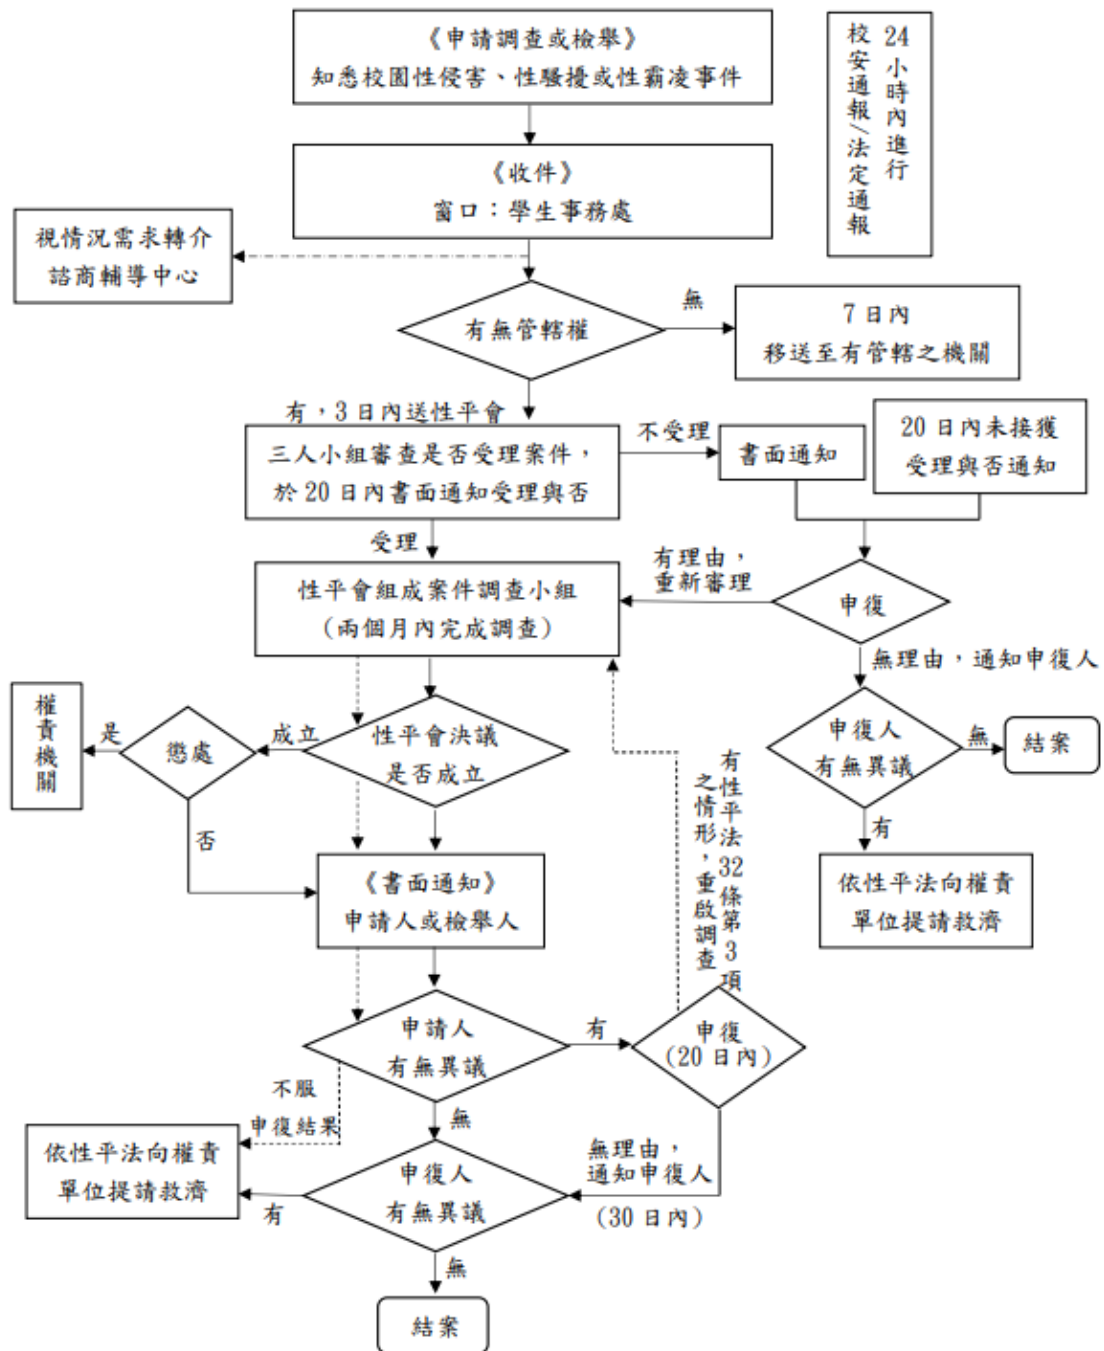 《申請調查或檢舉》
知悉校園性侵害、性騷擾或性霸凌事件
24小時內進行
校安通報/法定通報
《收件》
窗口：學生事務處
視情況需求轉介
諮商輔導中心
有無管轄權
無
7日內
移送至有管轄之機關
有，3日內送性平會
三人小組審查是否受理案件，
於20日內書面通知受理與否
不受理
書面通知
20日內未接獲
受理與否通知
受理
有理由，
重新審理
申復
性平會組成案件調查小組
(兩個月內完成調查)
無理由，通知申復人
權責機關
是
懲處
成立
性平會決議
是否成立
申復人
有無異議
無
結案
有性平法32條第3項
之情形，重啟調查
否
有
《書面通知》
申請人或檢舉人
依性平法向權責
單位提請救濟
申請人
有無異議
有
申復
(20日內)
不服
申復結果
無
無理由，
通知申復人
(30日內)
依性平法向權責
單位提請救濟
申復人
有無異議
有
無
結案